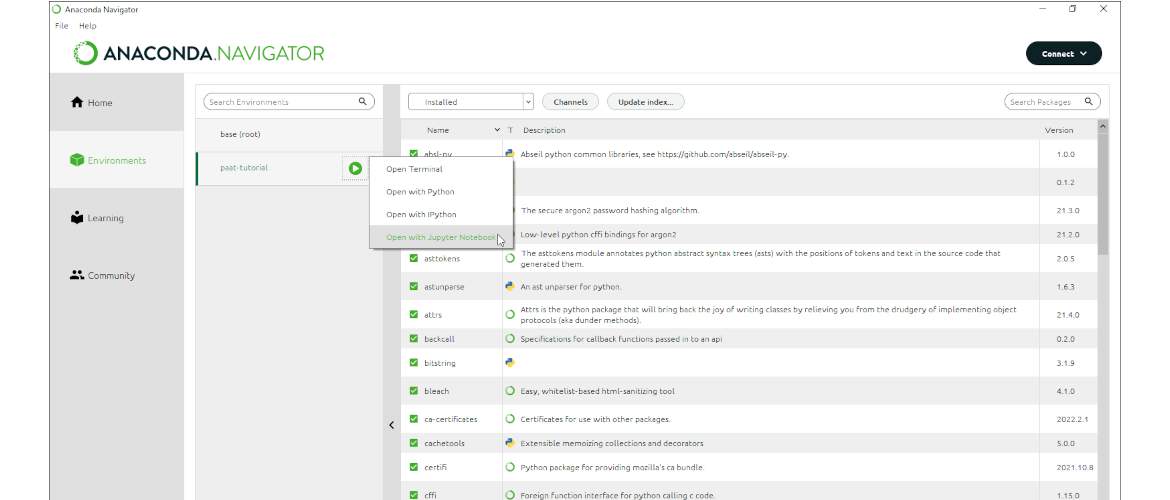 Anaconda Navigator
File Help
ANACONDA.NAVIGATOR
Connect
Home
Environments
Learning
Community
Search Environments
base (root)
paat-tutorial
Open Terminal
Open with Python
Open with IPython
Open with Jupyter Notebook
Installed
Channels
Update index...
Search Packages
Name T Description Version
absl-py Abseil python common libraries, see https://github.com/abseil/abseil-py. 1.0.0
0.1.2
The secure argon2 password hashing algorithm. 21.3.0
Low-level python cffi bindings for argon2 21.2.0
asttokens The asttokens module annotates python abstract syntax trees (asts) with the positions of tokens and text in the source code that
generated them. 2.0.5
astunparse An ast unparser for python. 1.6.3
attrs Attrs is the python package that will bring back the joy of writing classes by relieving you from the drudgery of implementing object
protocols (aka dunder methods). 21.4.0
backcall Specifications for callback functions passed in to an api 0.2.0
bitstring 3.1.9
bleach Easy, whitelist-based html-sanitizing tool 4.1.0
ca-certificates Certificates for use with other packages. 2022.2.1
cachetools Extensible memoizing collections and decorators 5.0.0
certifi Python package for providing mozilla's ca bundle. 2021.10.8
cffi Foreign function interface for python calling c code. 1.15.0